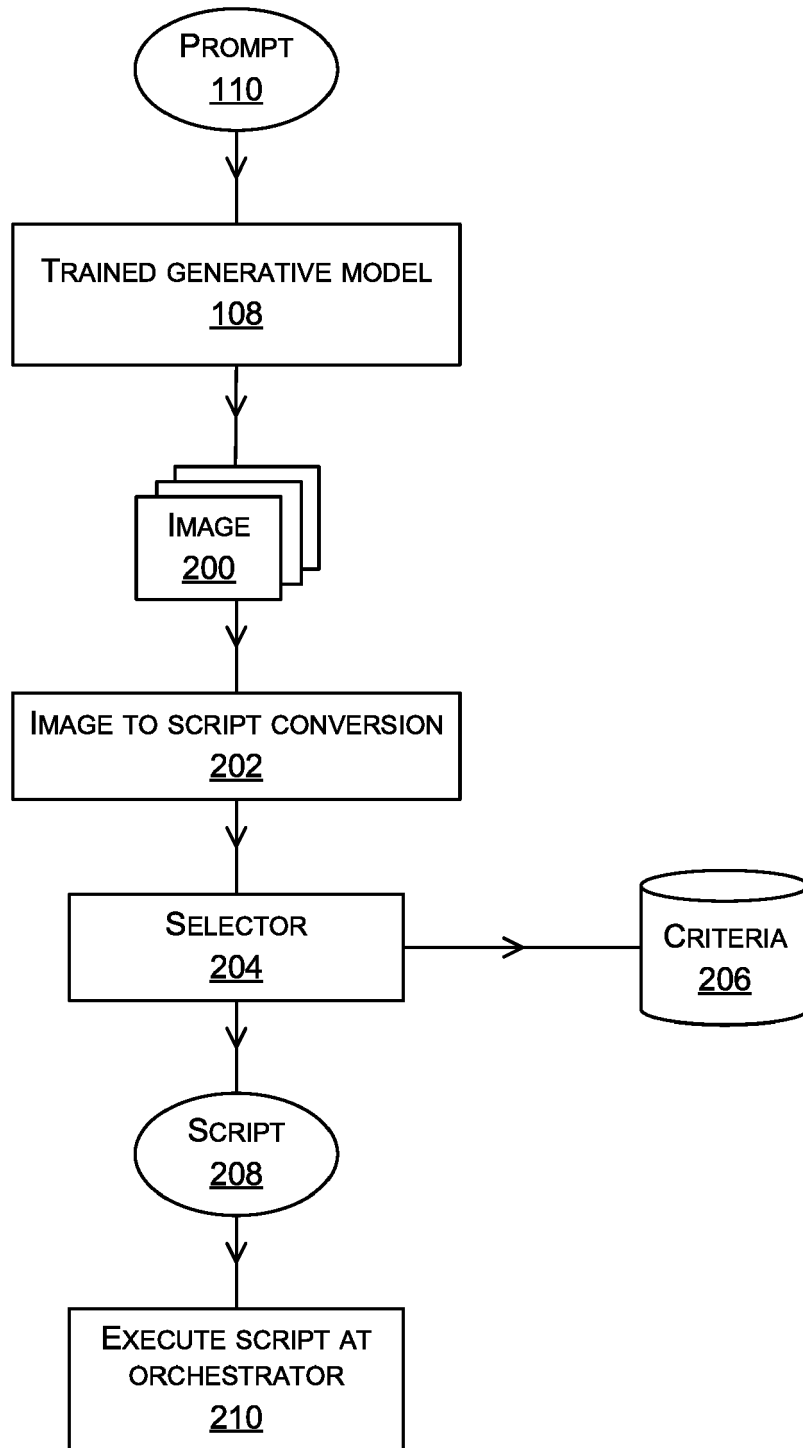 PROMPT
110
TRAINED GENERATIVE MODEL
108
IMAGE
200
IMAGE TO SCRIPT CONVERSION
202
SELECTOR
204
CRITERIA
206
SCRIPT
208
EXECUTE SCRIPT AT
ORCHESTRATOR
210